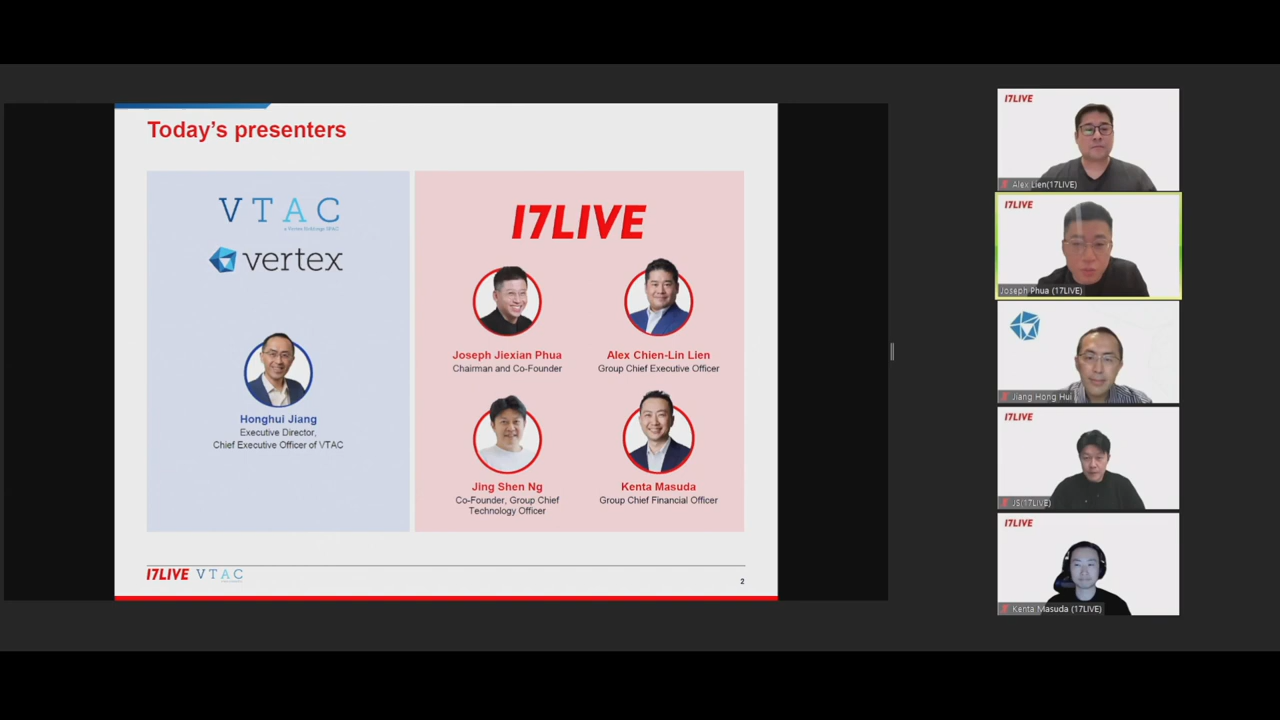 Today's presenters
VTAC
a Vertex Holdings SPAC
vertex
Honghui Jiang
Executive Director,
Chief Executive Officer of VTAC
17LIVE
Joseph Jiexian Phua
Chairman and Co-Founder
Alex Chien-Lin Lien
Group Chief Executive Officer
Jing Shen Ng
Co-Founder, Group Chief
Technology Officer
Kenta Masuda
Group Chief Financial Officer
17LIVE VTAC
2
17LIVE
Alex Lien(17LIVE)
17LIVE
Joseph Phua (17LIVE)
Jiang Hong Hui
17LIVE
JS(17LIVE)
17LIVE
Kenta Masuda (17LIVE)